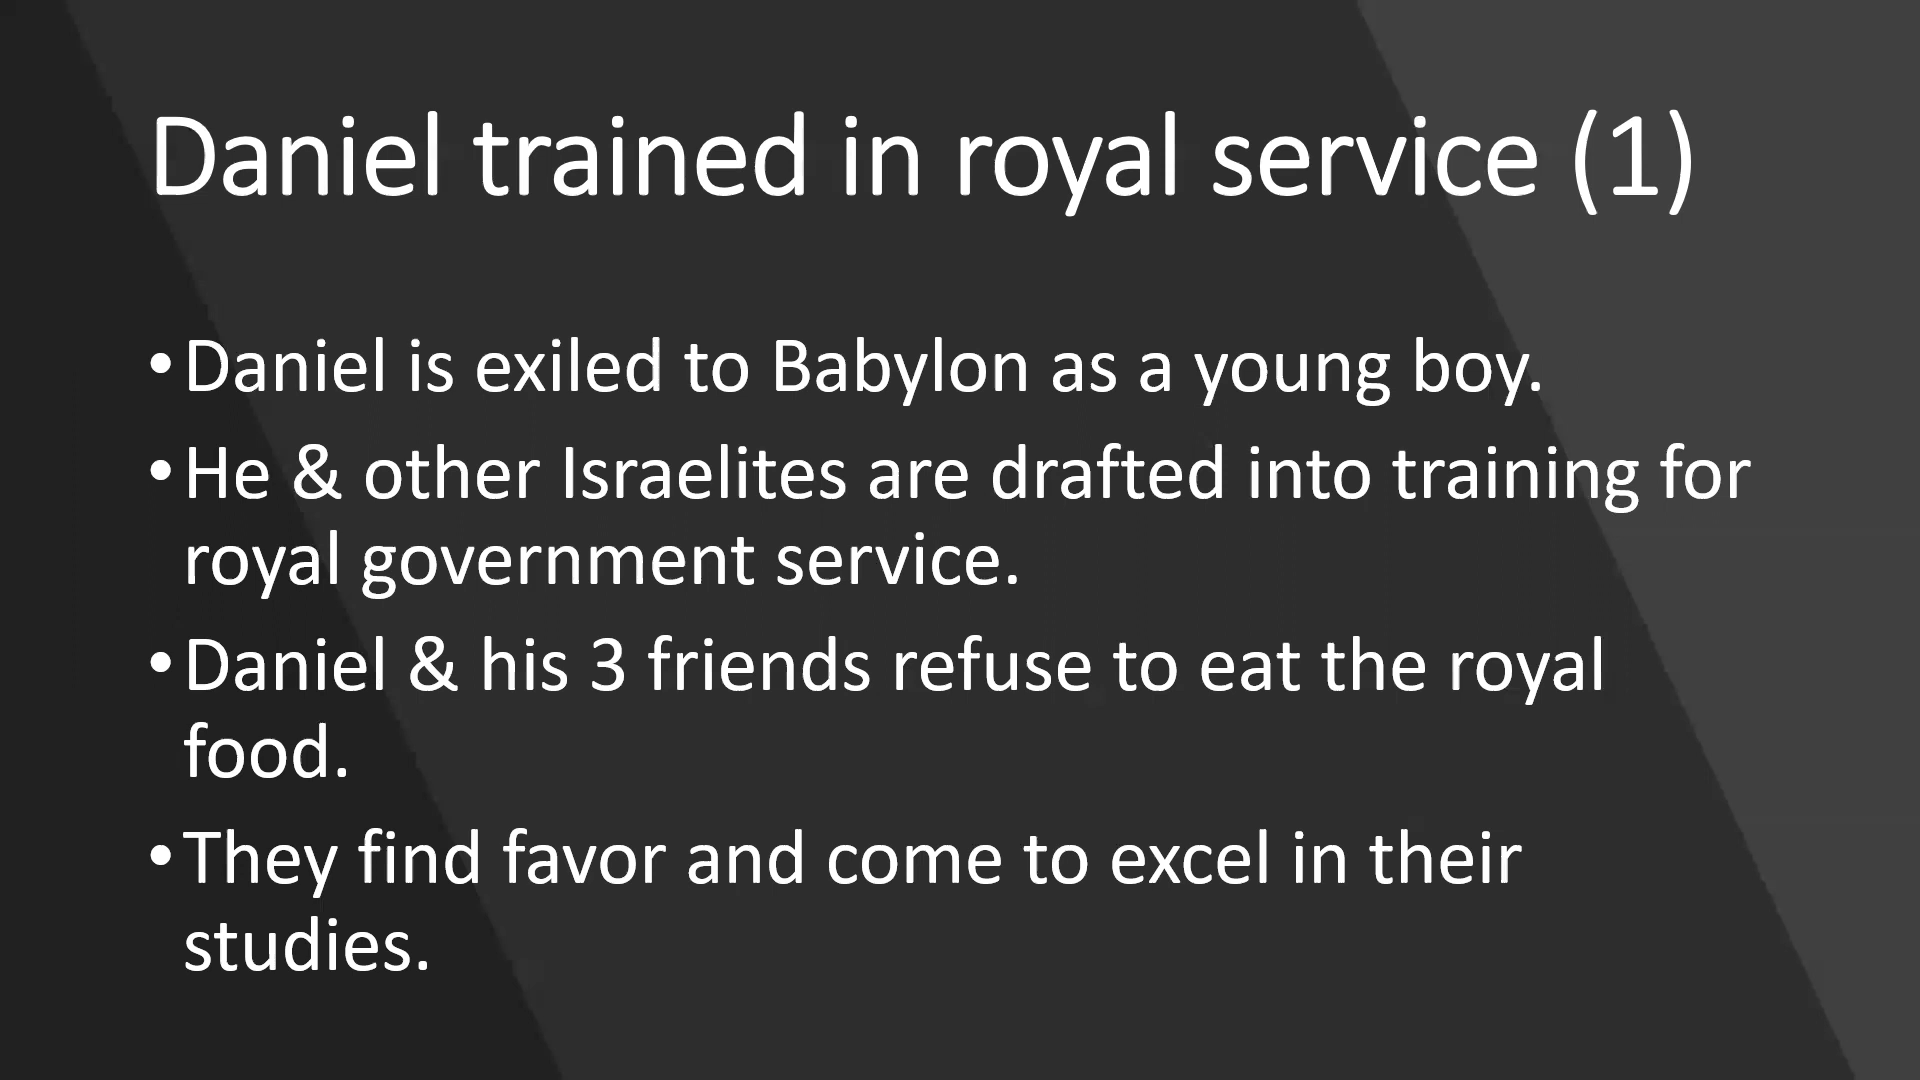 Daniel trained in royal service (1)
• Daniel is exiled to Babylon as a young boy.
• He & other Israelites are drafted into training for
royal government service.
• Daniel & his 3 friends refuse to eat the royal
food.
• They find favor and come to excel in their
studies.